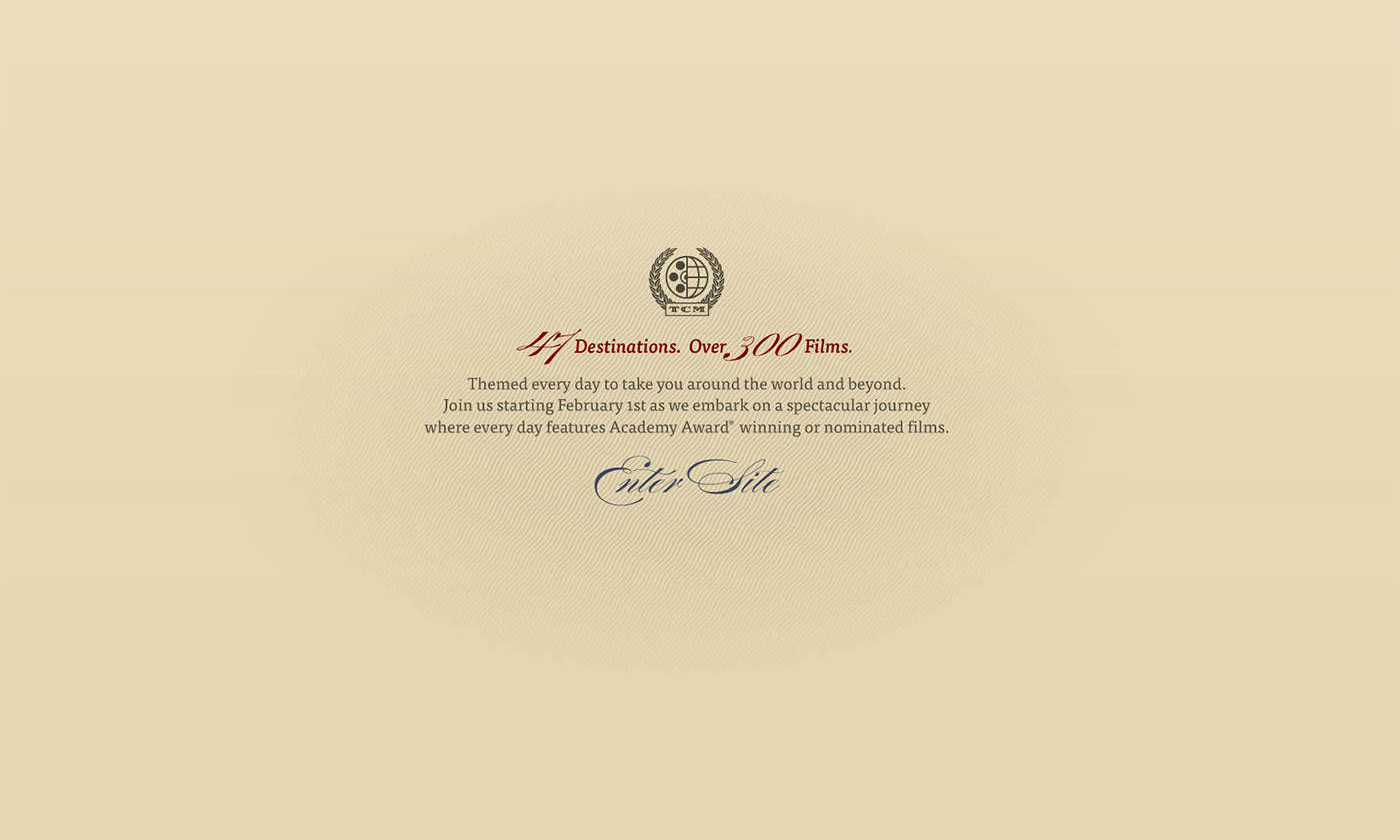 TCM
47 Destinations. Over 300 Films.
Themed every day to take you around the world and beyond.
Join us starting February 1st as we embark on a spectacular journey
where every day features Academy Award® winning or nominated films.
Enter Site